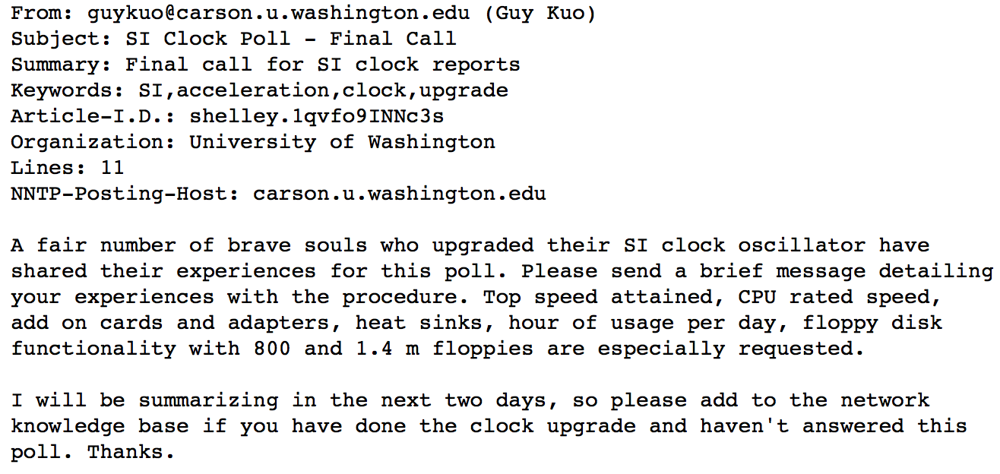 From: guykuo@carson.u.washington.edu (Guy Kuo)
Subject: SI Clock Poll - Final Call
Summary: Final call for SI clock reports
Keywords: SI,acceleration,clock,upgrade
Article-I.D.: shelley.1qvfo9INNc3s
Organization: University of Washington
Lines: 11
NNTP-Posting-Host: carson.u.washington.edu

A fair number of brave souls who upgraded their SI clock oscillator have
shared their experiences for this poll. Please send a brief message detailing
your experiences with the procedure. Top speed attained, CPU rated speed,
add on cards and adapters, heat sinks, hour of usage per day, floppy disk
functionality with 800 and 1.4 m floppies are especially requested.

I will be summarizing in the next two days, so please add to the network
knowledge base if you have done the clock upgrade and haven't answered this
poll. Thanks.